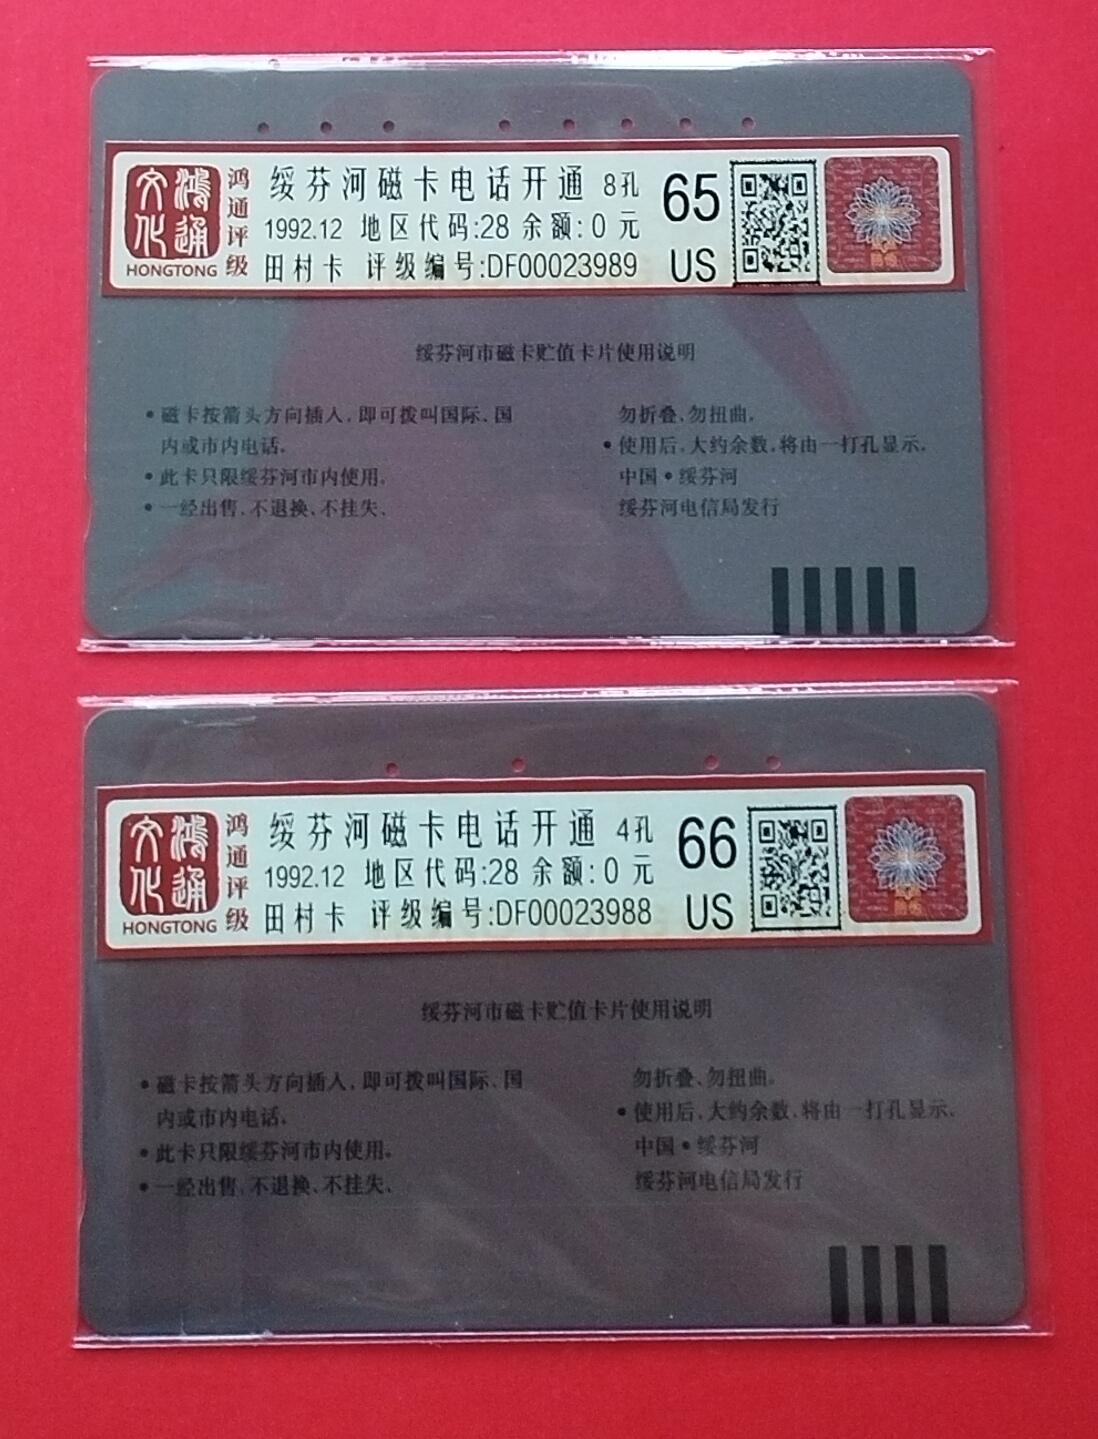 鸿通文化
HONGTONG
鸿通评级
绥芬河磁卡电话开通 8孔
1992.12 地区代码:28 余额:0 元
田村卡 评级编号:DF00023989
65
US
绥芬河市磁卡贮值卡片使用说明
•磁卡按箭头方向插入,即可拨叫国际、国
内或市内电话。
•此卡只限绥芬河市内使用。
•一经出售、不退换、不挂失、
勿折叠、勿扭曲。
•使用后,大约余数,将由一打孔显示。
中国•绥芬河
绥芬河电信局发行
鸿通文化
HONGTONG
鸿通评级
绥芬河磁卡电话开通 4孔
1992.12 地区代码:28 余额:0 元
田村卡 评级编号:DF00023988
66
US
绥芬河市磁卡贮值卡片使用说明
•磁卡按箭头方向插入,即可拨叫国际、国
内或市内电话。
•此卡只限绥芬河市内使用。
•一经出售、不退换、不挂失、
勿折叠、勿扭曲。
•使用后,大约余数,将由一打孔显示。
中国•绥芬河
绥芬河电信局发行